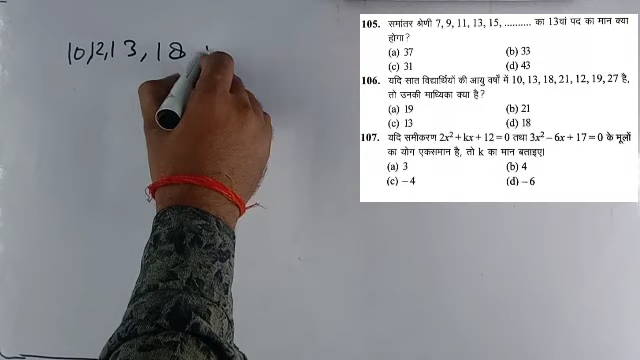 10,12,13, 18
105. समांतर श्रेणी 7, 9, 11, 13, 15, .......... का 13वां पद का मान क्या
होगा?
(a) 37 (b) 33
(c) 31 (d) 43
106. यदि सात विद्यार्थियों की आयु वर्षों में 10, 13, 18, 21, 12, 19, 27 है,
तो उनकी माध्यिका क्या है?
(a) 19 (b) 21
(c) 13 (d) 18
107. यदि समीकरण 2x² + kx + 12 = 0 तथा 3x² – 6x + 17 = 0 के मूलों
का योग एकसमान है, तो k का मान बताइए।
(a) 3 (b) 4
(c) – 4 (d) – 6